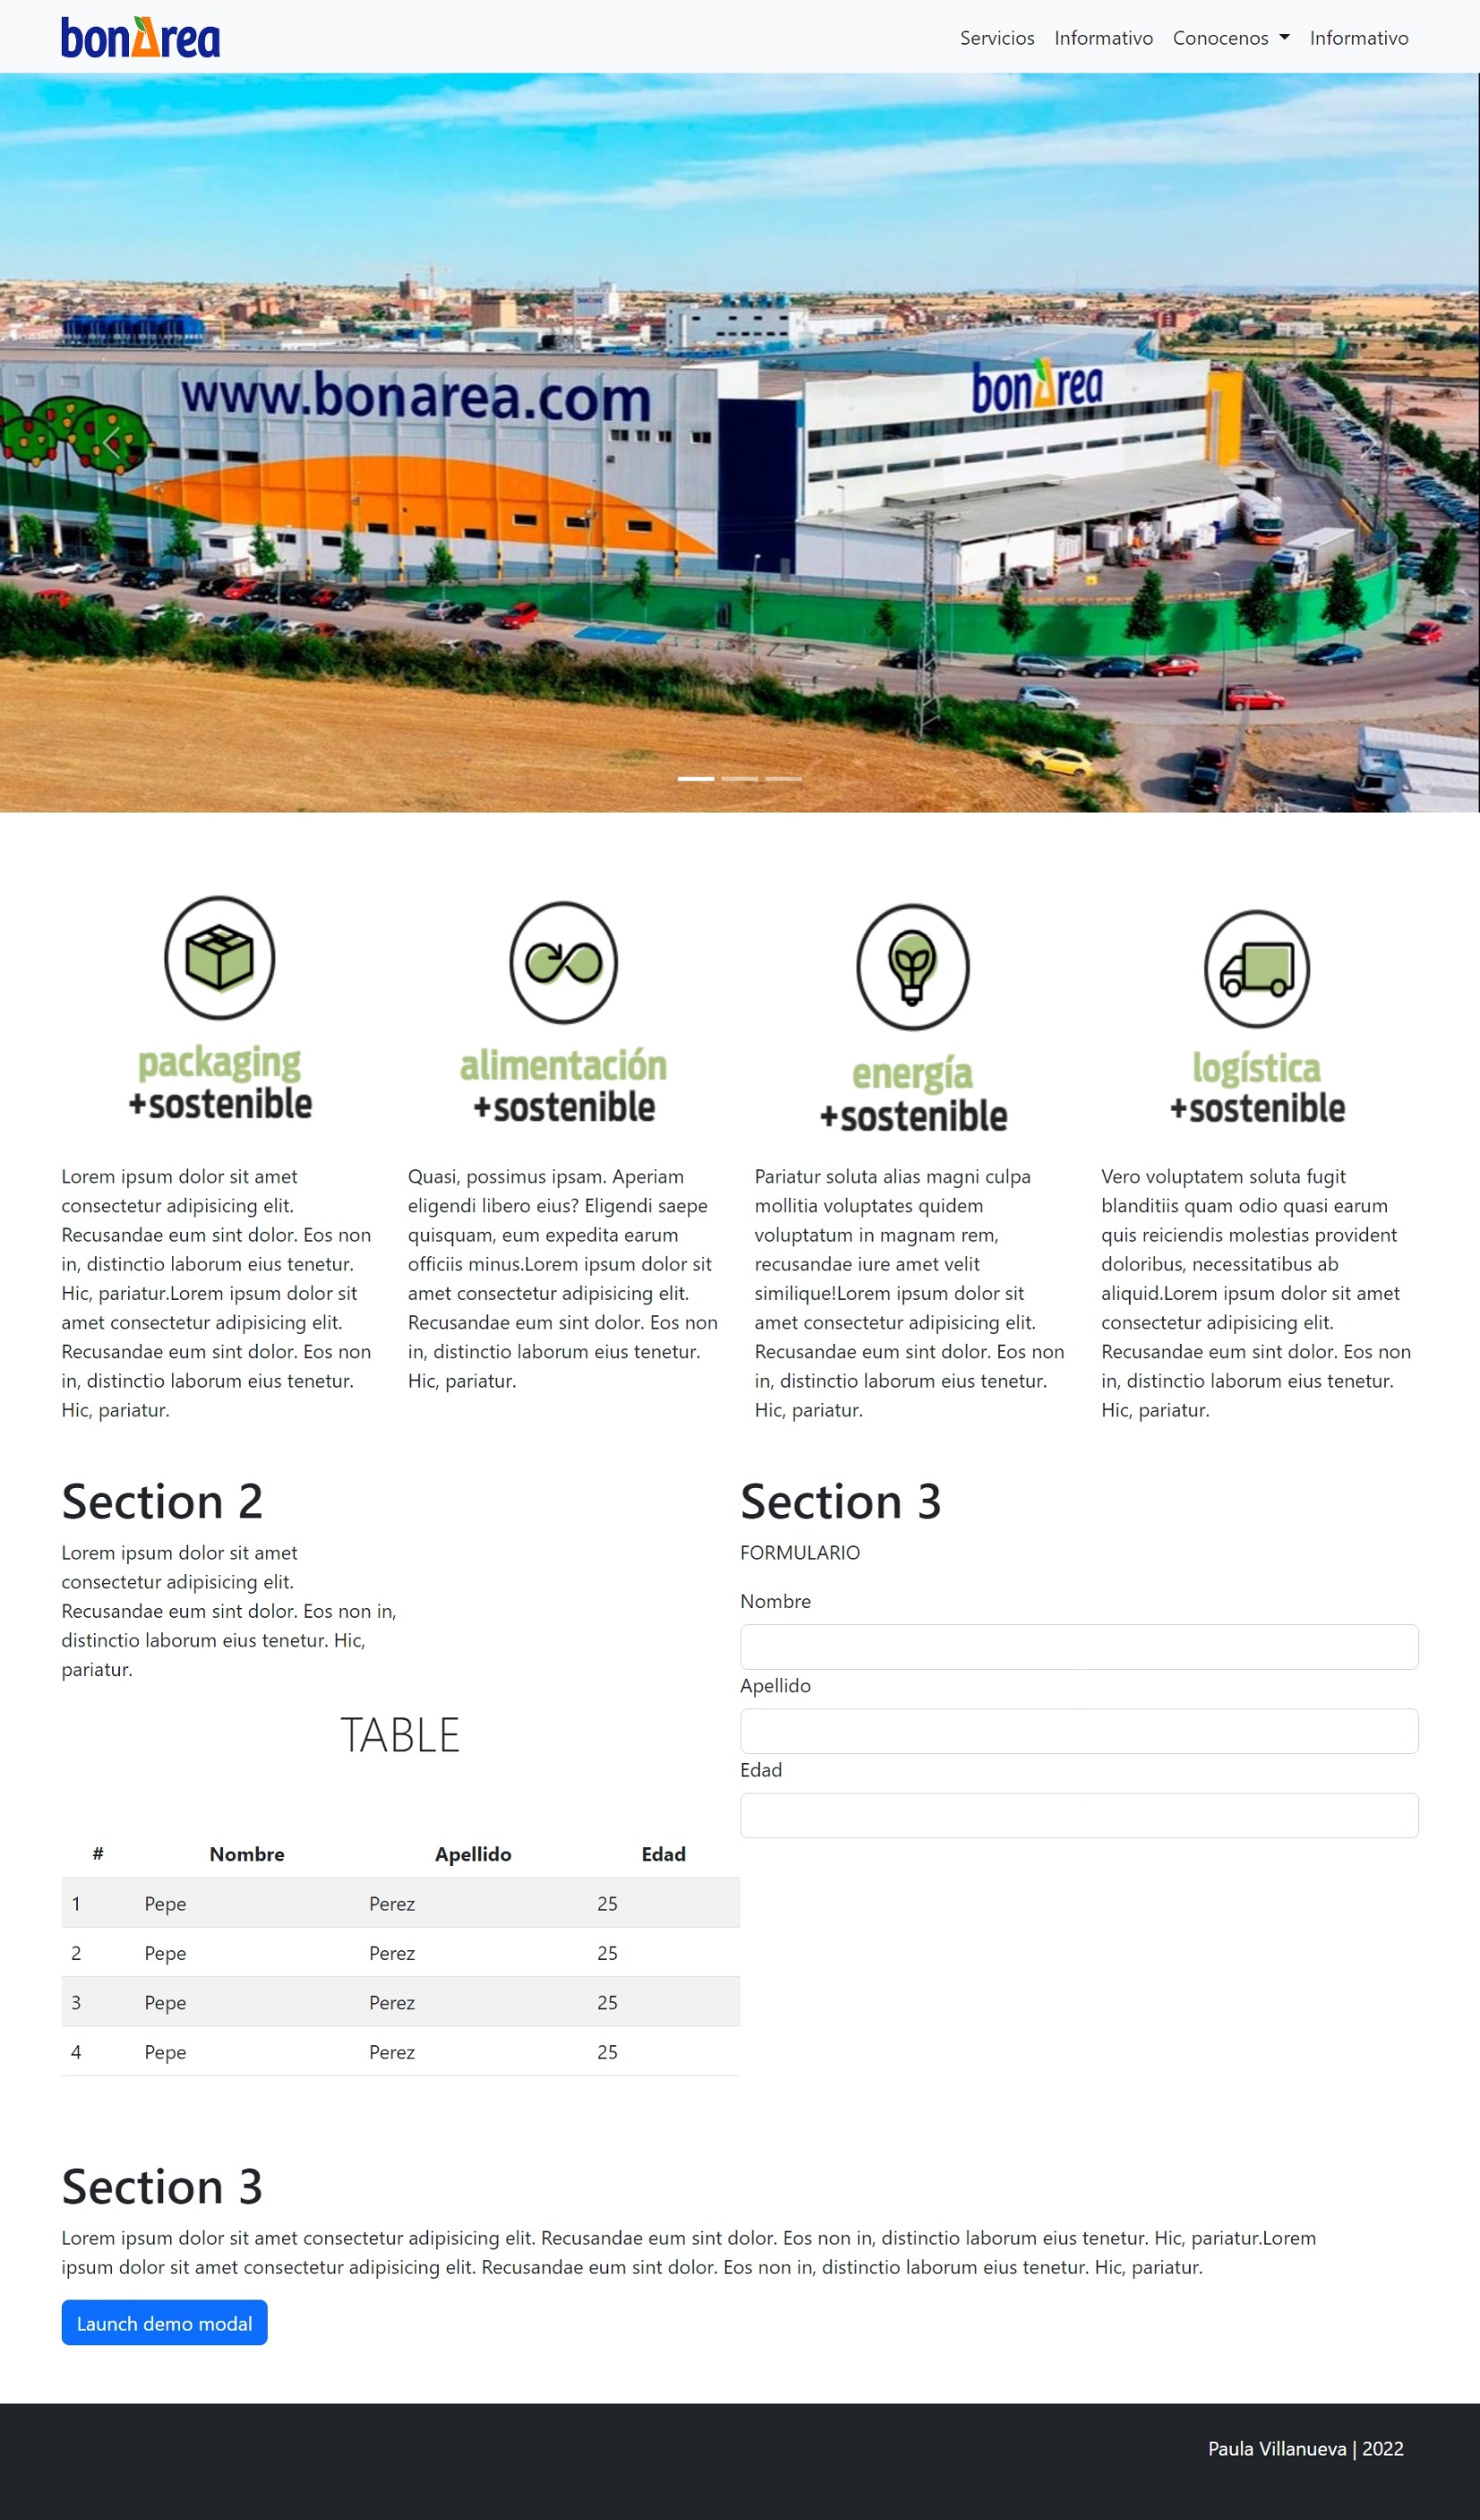 bonÀrea
Servicios Informativo Conocenos Informativo
www.bonarea.com
bonÀrea
packaging
+sostenible
Lorem ipsum dolor sit amet
consectetur adipisicing elit.
Recusandae eum sint dolor. Eos non
in, distinctio laborum eius tenetur.
Hic, pariatur.Lorem ipsum dolor sit
amet consectetur adipisicing elit.
Recusandae eum sint dolor. Eos non
in, distinctio laborum eius tenetur.
Hic, pariatur.
alimentación
+sostenible
Quasi, possimus ipsam. Aperiam
eligendi libero eius? Eligendi saepe
quisquam, eum expedita earum
officiis minus.Lorem ipsum dolor sit
amet consectetur adipisicing elit.
Recusandae eum sint dolor. Eos non
in, distinctio laborum eius tenetur.
Hic, pariatur.
energía
+sostenible
Pariatur soluta alias magni culpa
mollitia voluptates quidem
voluptatum in magnam rem,
recusandae iure amet velit
similique!Lorem ipsum dolor sit
amet consectetur adipisicing elit.
Recusandae eum sint dolor. Eos non
in, distinctio laborum eius tenetur.
Hic, pariatur.
logística
+sostenible
Vero voluptatem soluta fugit
blanditiis quam odio quasi earum
quis reiciendis molestias provident
doloribus, necessitatibus ab
aliquid.Lorem ipsum dolor sit amet
consectetur adipisicing elit.
Recusandae eum sint dolor. Eos non
in, distinctio laborum eius tenetur.
Hic, pariatur.
Section 2
Lorem ipsum dolor sit amet
consectetur adipisicing elit.
Recusandae eum sint dolor. Eos non in,
distinctio laborum eius tenetur. Hic,
pariatur.
TABLE
# Nombre Apellido Edad
1 Pepe Perez 25
2 Pepe Perez 25
3 Pepe Perez 25
4 Pepe Perez 25
Section 3
FORMULARIO
Nombre
Apellido
Edad
Section 3
Lorem ipsum dolor sit amet consectetur adipisicing elit. Recusandae eum sint dolor. Eos non in, distinctio laborum eius tenetur. Hic, pariatur.Lorem
ipsum dolor sit amet consectetur adipisicing elit. Recusandae eum sint dolor. Eos non in, distinctio laborum eius tenetur. Hic, pariatur.
Launch demo modal
Paula Villanueva | 2022